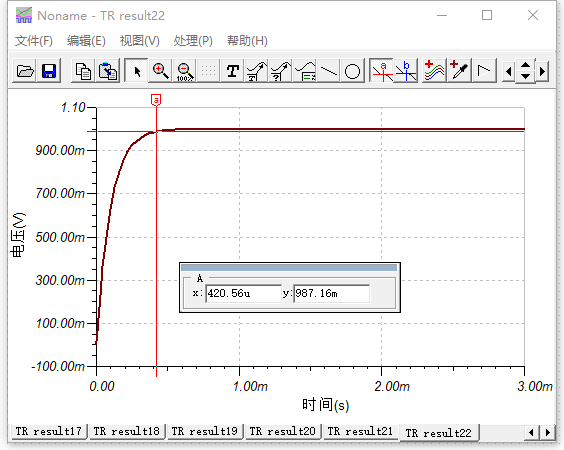 Noname - TR result22
文件(F) 编辑(E) 视图(V) 处理(P) 帮助(H)
100% T a b
a
1.10
900.00m
700.00m
500.00m
300.00m
100.00m
-100.00m
电压(V)
A
x: 420.56u y: 987.16m
0.00 1.00m 2.00m 3.00m
时间(s)
TR result17 TR result18 TR result19 TR result20 TR result21 TR result22